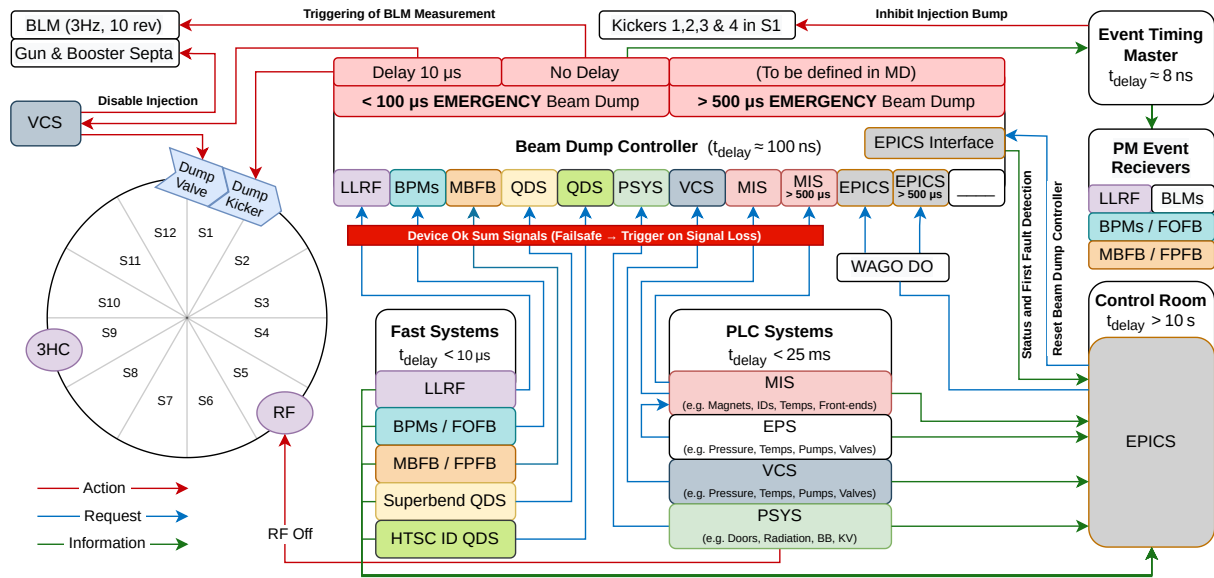 BLM (3Hz, 10 rev)
Gun & Booster Septa
Triggering of BLM Measurement
Kickers 1,2,3 & 4 in S1
Inhibit Injection Bump
Event Timing
Master
tdelay ≈ 8 ns
Delay 10 μs
No Delay
(To be defined in MD)
< 100 μs EMERGENCY Beam Dump
> 500 μs EMERGENCY Beam Dump
Disable Injection
VCS
Beam Dump Controller (tdelay ≈ 100 ns)
EPICS Interface
LLRF
BPMs
MBFB
QDS
QDS
PSYS
VCS
MIS
MIS
> 500 μs
EPICS
EPICS
> 500 μs
_____
Device Ok Sum Signals (Failsafe → Trigger on Signal Loss)
WAGO DO
Status and First Fault Detection
Reset Beam Dump Controller
PM Event
Recievers
LLRF
BLMs
BPMs / FOFB
MBFB / FPFB
Dump
Valve
Dump
Kicker
S12
S1
S11
S2
S10
S3
S9
S4
S8
S5
S7
S6
3HC
RF
Fast Systems
tdelay < 10 μs
LLRF
BPMs / FOFB
MBFB / FPFB
Superbend QDS
HTSC ID QDS
PLC Systems
tdelay < 25 ms
MIS
(e.g. Magnets, IDs, Temps, Front-ends)
EPS
(e.g. Pressure, Temps, Pumps, Valves)
VCS
(e.g. Pressure, Temps, Pumps, Valves)
PSYS
(e.g. Doors, Radiation, BB, KV)
Control Room
tdelay > 10 s
EPICS
Action
Request
Information
RF Off